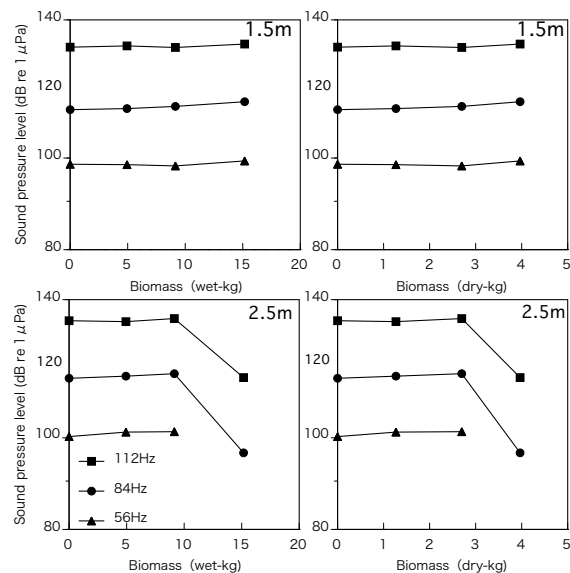 140 1.5m 140 1.5m
120 120
100 100
80 80
0 5 10 15 20 0 1 2 3 4 5
Sound pressure level (dB re 1 μPa)
Biomass (wet-kg) Biomass (dry-kg)
140 2.5m 140 2.5m
120 120
100 100
112Hz
84Hz
56Hz
80 80
0 5 10 15 20 0 1 2 3 4 5
Sound pressure level (dB re 1 μPa)
Biomass (wet-kg) Biomass (dry-kg)